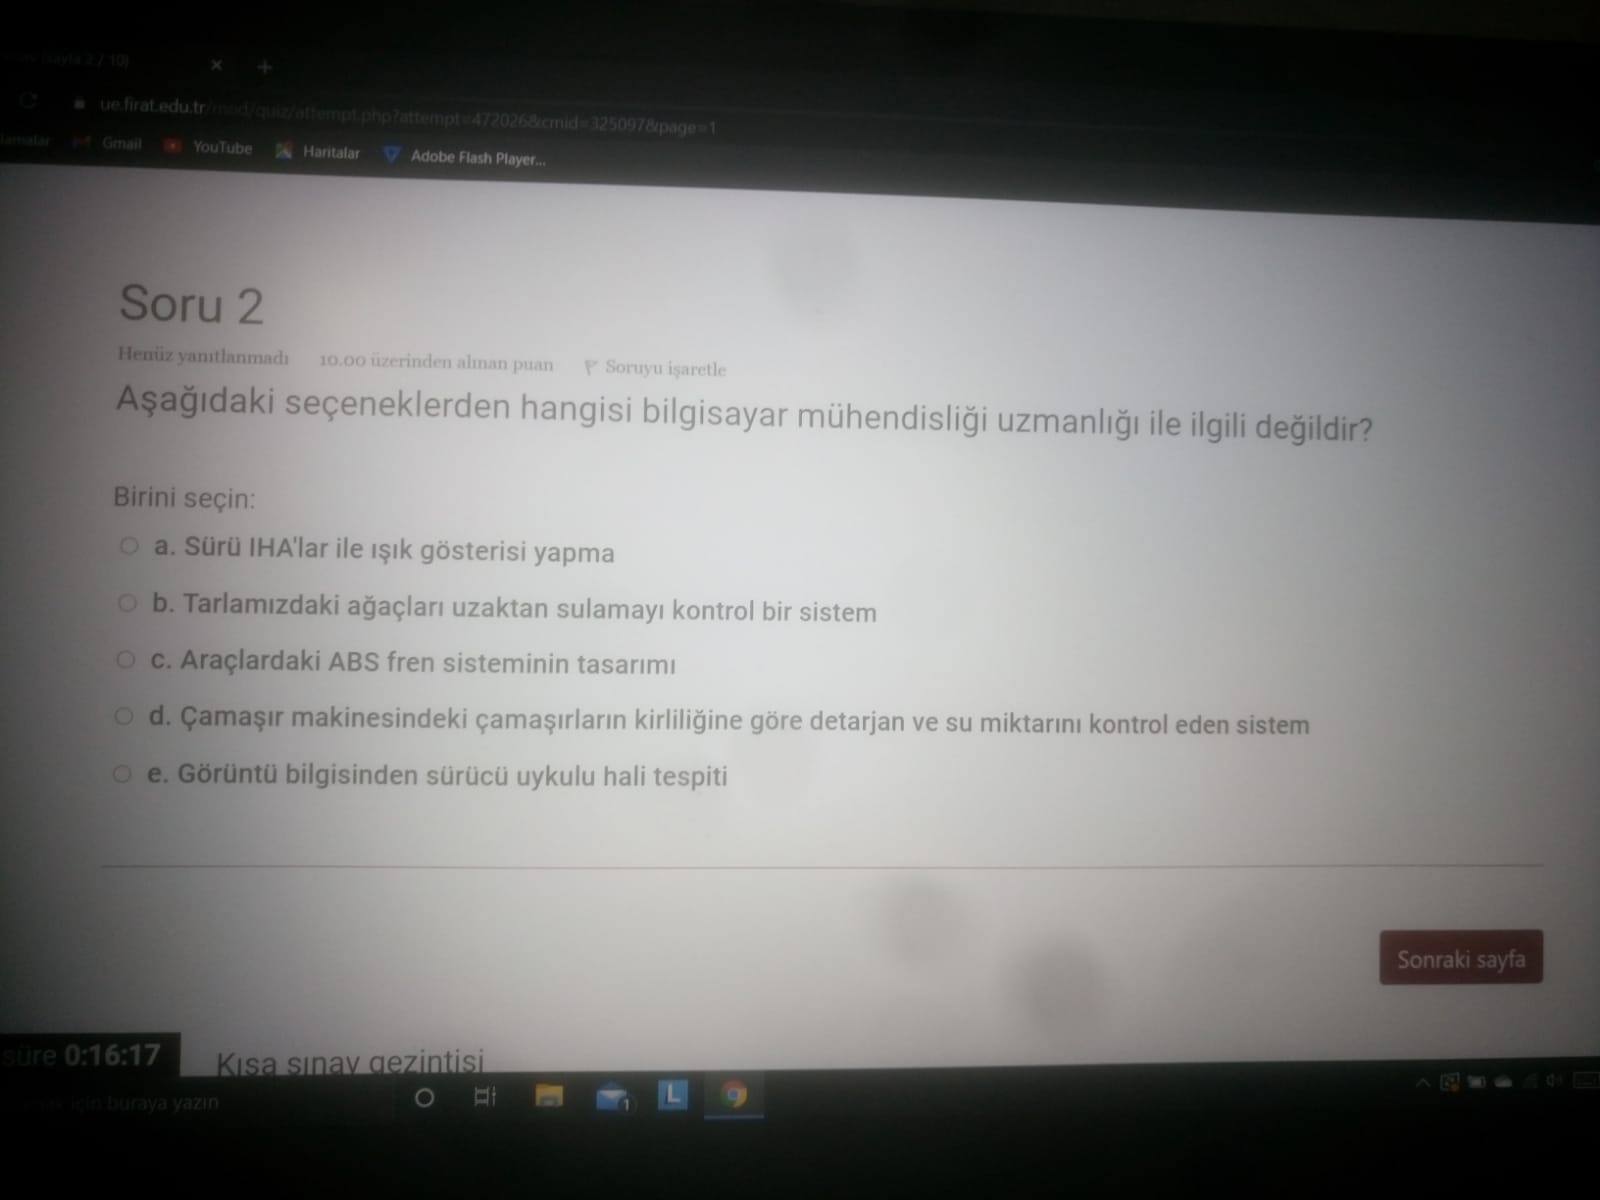 (sayfa 2 / 10)
ue.firat.edu.tr/mod/quiz/attempt.php?attempt=472026&cmid=325097&page=1
Gmail YouTube Haritalar Adobe Flash Player...
Soru 2
Henüz yanıtlanmadı 10.00 üzerinden alınan puan Soruyu işaretle
Aşağıdaki seçeneklerden hangisi bilgisayar mühendisliği uzmanlığı ile ilgili değildir?
Birini seçin:
a. Sürü IHA'lar ile ışık gösterisi yapma
b. Tarlamızdaki ağaçları uzaktan sulamayı kontrol bir sistem
c. Araçlardaki ABS fren sisteminin tasarımı
d. Çamaşır makinesindeki çamaşırların kirliliğine göre detarjan ve su miktarını kontrol eden sistem
e. Görüntü bilgisinden sürücü uykulu hali tespiti
Sonraki sayfa
süre 0:16:17
Kısa sınav gezintisi
için buraya yazın
L
1